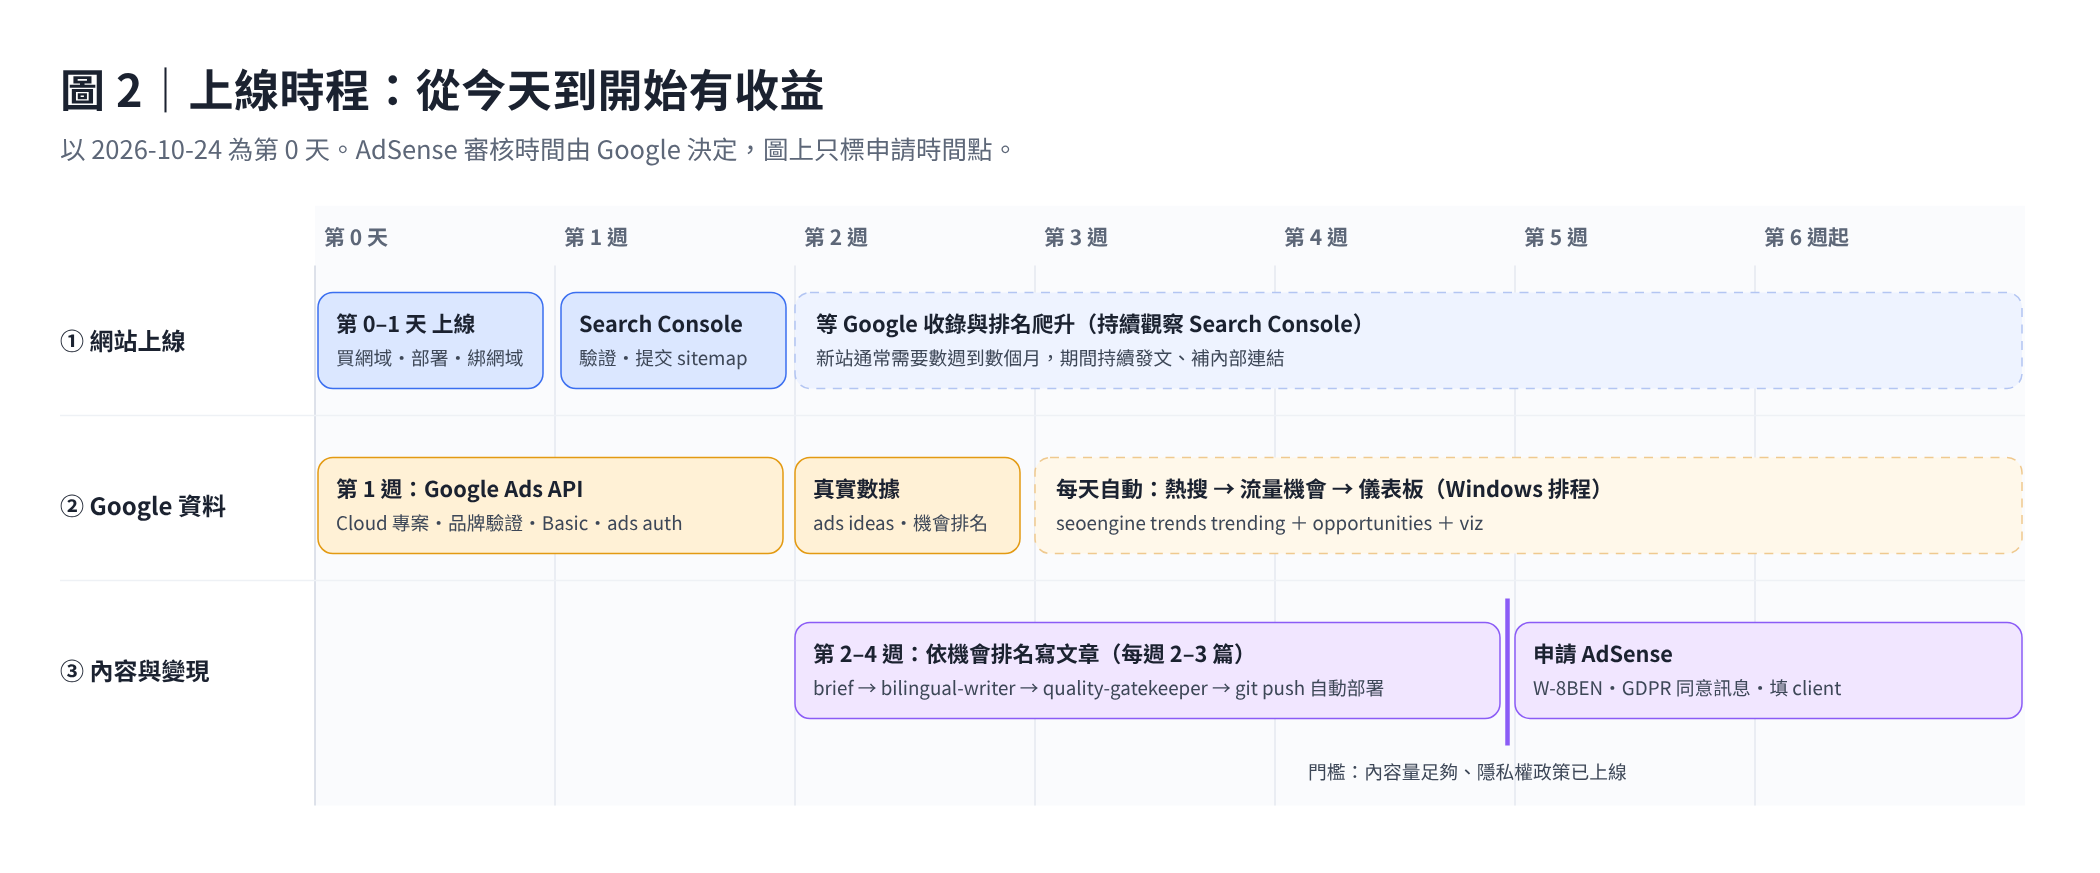 圖 2｜上線時程：從今天到開始有收益
以 2026-10-24 為第 0 天。AdSense 審核時間由 Google 決定，圖上只標申請時間點。
第 0 天
第 1 週
第 2 週
第 3 週
第 4 週
第 5 週
第 6 週起
① 網站上線
第 0–1 天 上線
買網域・部署・綁網域
Search Console
驗證・提交 sitemap
等 Google 收錄與排名爬升（持續觀察 Search Console）
新站通常需要數週到數個月，期間持續發文、補內部連結
② Google 資料
第 1 週：Google Ads API
Cloud 專案・品牌驗證・Basic・ads auth
真實數據
ads ideas・機會排名
每天自動：熱搜 → 流量機會 → 儀表板（Windows 排程）
seoengine trends trending ＋ opportunities ＋ viz
③ 內容與變現
第 2–4 週：依機會排名寫文章（每週 2–3 篇）
brief → bilingual-writer → quality-gatekeeper → git push 自動部署
申請 AdSense
W-8BEN・GDPR 同意訊息・填 client
門檻：內容量足夠、隱私權政策已上線